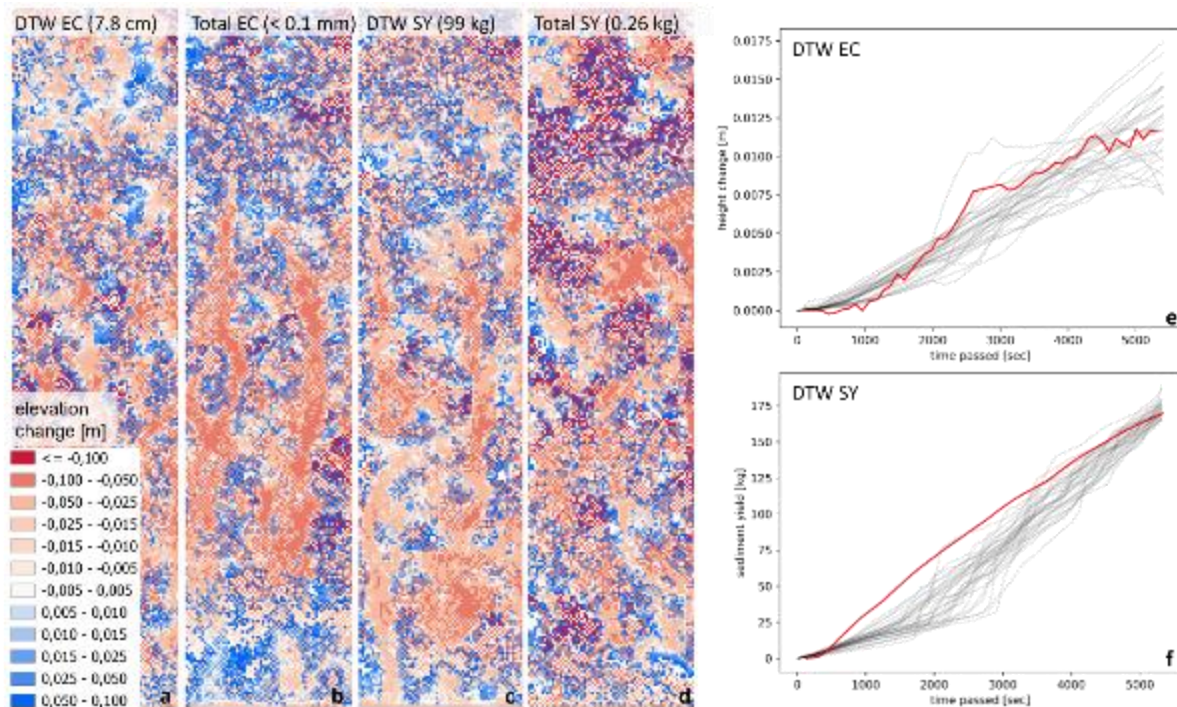 DTW EC (7.8 cm)
Total EC (< 0.1 mm)
DTW SY (99 kg)
Total SY (0.26 kg)
elevation
change [m]
< = -0,100
-0,100 - -0,050
-0,050 - -0,025
-0,025 - -0,015
-0,015 - -0,010
-0,010 - -0,005
-0,005 - 0,005
0,005 - 0,010
0,010 - 0,015
0,015 - 0,025
0,025 - 0,050
0,050 - 0,100
a
b
c
d
DTW EC
height change [m]
0.0175
0.0150
0.0125
0.0100
0.0075
0.0050
0.0025
0.0000
0
1000
2000
3000
4000
5000
time passed [sec]
e
DTW SY
sediment yield [kg]
175
150
125
100
75
50
25
0
0
1000
2000
3000
4000
5000
time passed [sec]
f